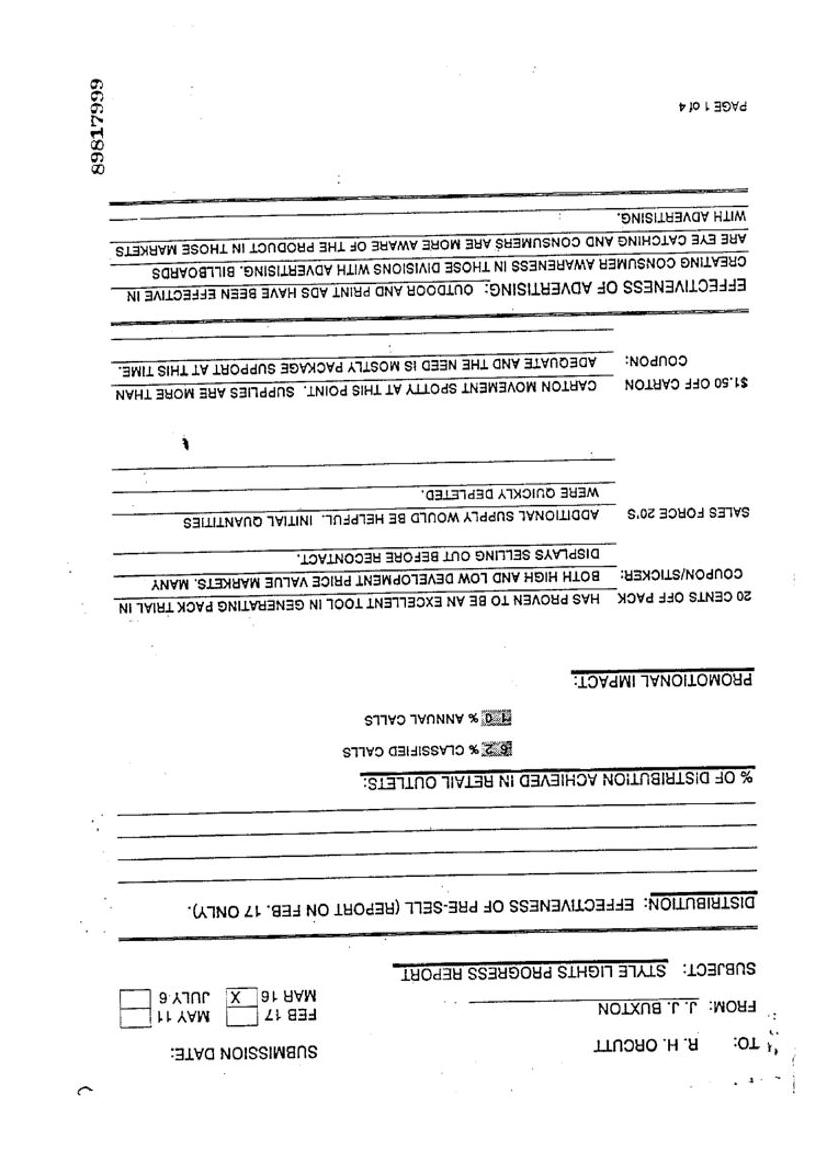 TO: R. H. ORCUTT
SUBMISSION DATE:
FROM: J. J. BUXTON
FEB 17 MAY 11
MAR 16 X JULY 6
SUBJECT: STYLE LIGHTS PROGRESS REPORT
DISTRIBUTION: EFFECTIVENESS OF PRE-SELL (REPORT ON FEB. 17 ONLY).
% OF DISTRIBUTION ACHIEVED IN RETAIL OUTLETS:
6 2 % CLASSIFIED CALLS
1 0 % ANNUAL CALLS
PROMOTIONAL IMPACT:
20 CENTS OFF PACK HAS PROVEN TO BE AN EXCELLENT TOOL IN GENERATING PACK TRIAL IN
COUPON/STICKER: BOTH HIGH AND LOW DEVELOPMENT PRICE VALUE MARKETS. MANY
DISPLAYS SELLING OUT BEFORE RECONTACT.
SALES FORCE 20'S ADDITIONAL SUPPLY WOULD BE HELPFUL. INITIAL QUANTITIES
WERE QUICKLY DEPLETED.
$1.50 OFF CARTON CARTON MOVEMENT SPOTTY AT THIS POINT. SUPPLIES ARE MORE THAN
COUPON: ADEQUATE AND THE NEED IS MOSTLY PACKAGE SUPPORT AT THIS TIME.
EFFECTIVENESS OF ADVERTISING: OUTDOOR AND PRINT ADS HAVE BEEN EFFECTIVE IN
CREATING CONSUMER AWARENESS IN THOSE DIVISIONS WITH ADVERTISING. BILLBOARDS
ARE EYE CATCHING AND CONSUMERS ARE MORE AWARE OF THE PRODUCT IN THOSE MARKETS
WITH ADVERTISING.
PAGE 1 of 4
89817999